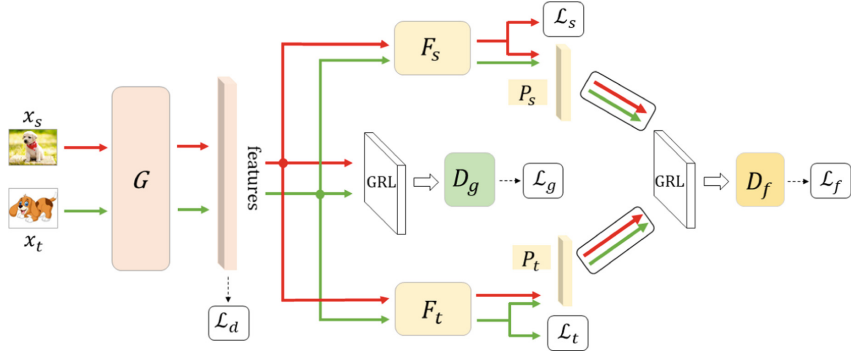 x_s
x_t
G
features
ℒ_d
F_s
ℒ_s
P_s
GRL
D_g
ℒ_g
F_t
P_t
ℒ_t
GRL
D_f
ℒ_f